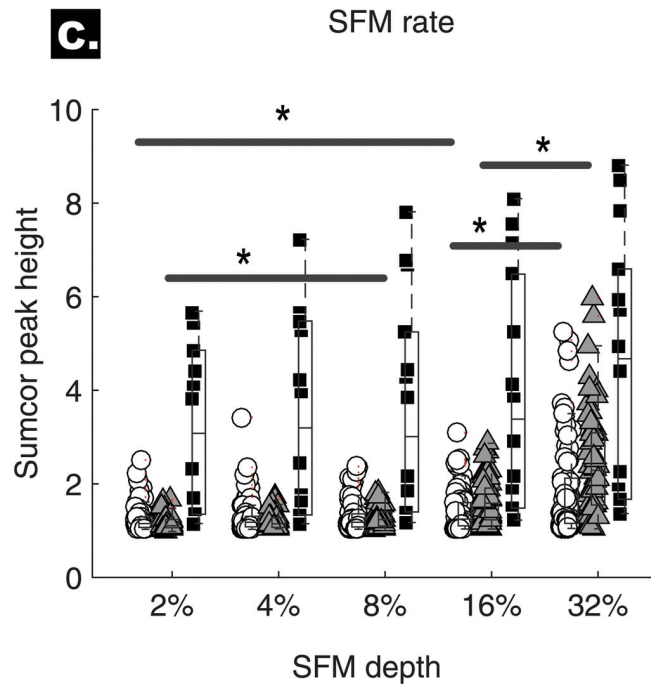 c.
SFM rate
10
*
*
8
*
*
6
4
2
0
Sumcor peak height
2% 4% 8% 16% 32%
SFM depth